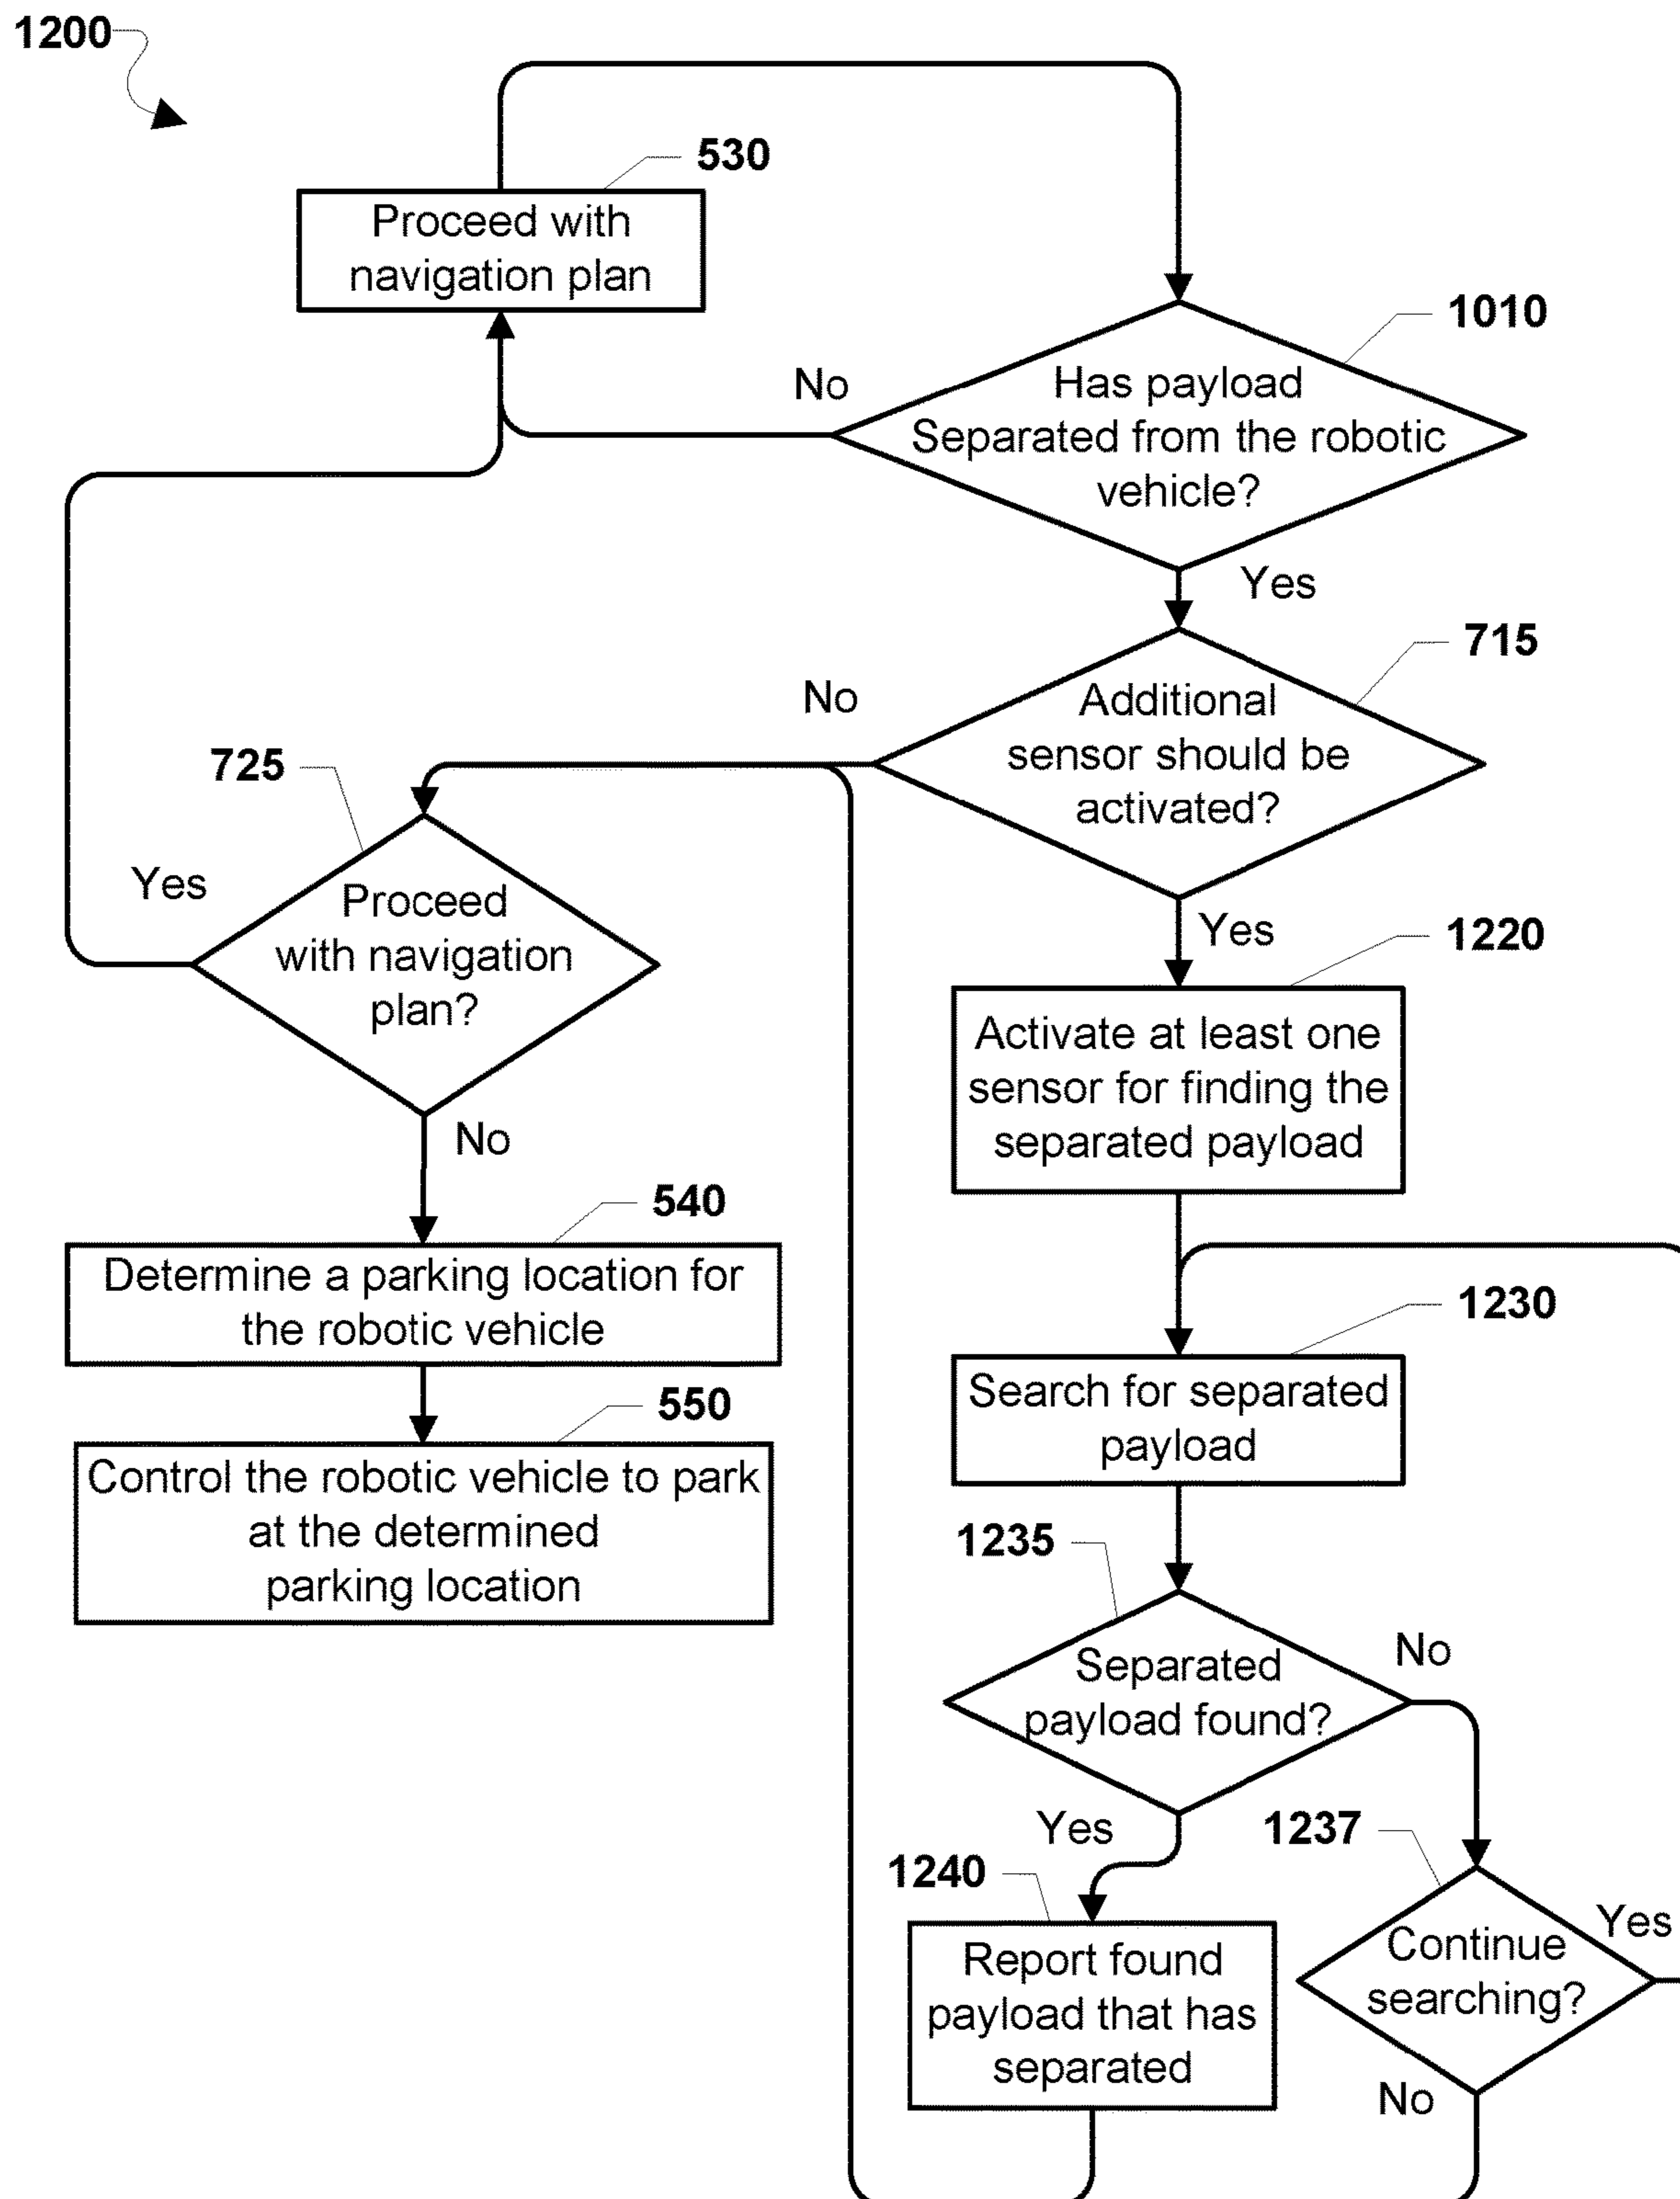 1200
530
Proceed with
navigation plan
1010
No
Has payload
Separated from the robotic
vehicle?
Yes
715
No
Additional
sensor should be
activated?
725
Yes
Proceed
with navigation
plan?
Yes
1220
Activate at least one
sensor for finding the
separated payload
No
540
Determine a parking location for
the robotic vehicle
1230
Search for separated
payload
550
Control the robotic vehicle to park
at the determined
parking location
1235
Separated
payload found?
No
Yes
1237
1240
Report found
payload that has
separated
Continue
searching?
Yes
No